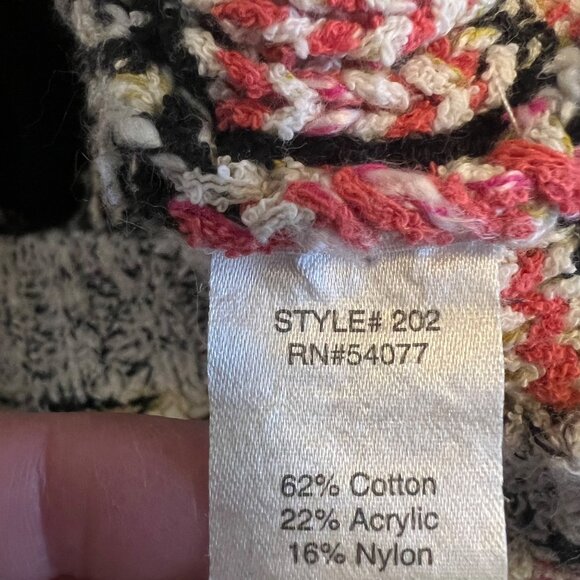 STYLE# 202
RN#54077
62% Cotton
22% Acrylic
16% Nylon